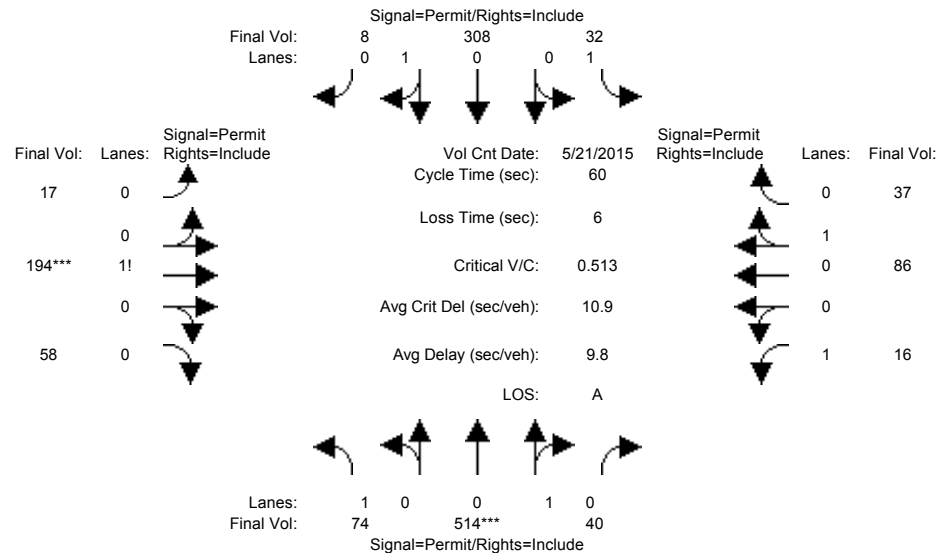 Signal=Permit/Rights=Include
Final Vol: 8 308 32
Lanes: 0 1 0 0 1
Signal=Permit
Final Vol: Lanes: Rights=Include
Vol Cnt Date: 5/21/2015
Signal=Permit
Rights=Include Lanes: Final Vol:
Cycle Time (sec): 60
17 0
0 37
Loss Time (sec): 6
0
1
194*** 1!
Critical V/C: 0.513
0 86
0
Avg Crit Del (sec/veh): 10.9
0
58 0
Avg Delay (sec/veh): 9.8
1 16
LOS: A
Lanes: 1 0 0 1 0
Final Vol: 74 514*** 40
Signal=Permit/Rights=Include